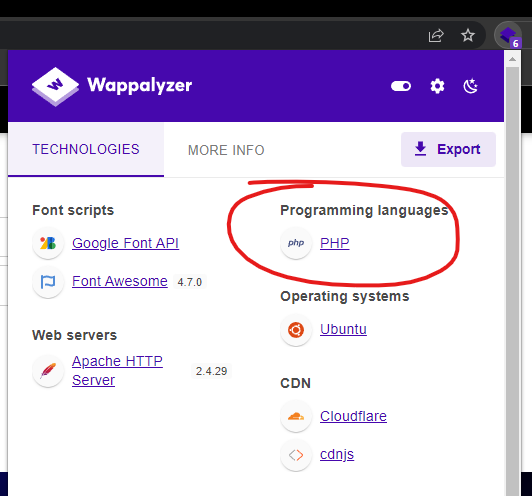 6
Wappalyzer
TECHNOLOGIES
MORE INFO
Export
Font scripts
Google Font API
Font Awesome 4.7.0
Web servers
Apache HTTP
Server
2.4.29
Programming languages
php PHP
Operating systems
Ubuntu
CDN
Cloudflare
cdnjs